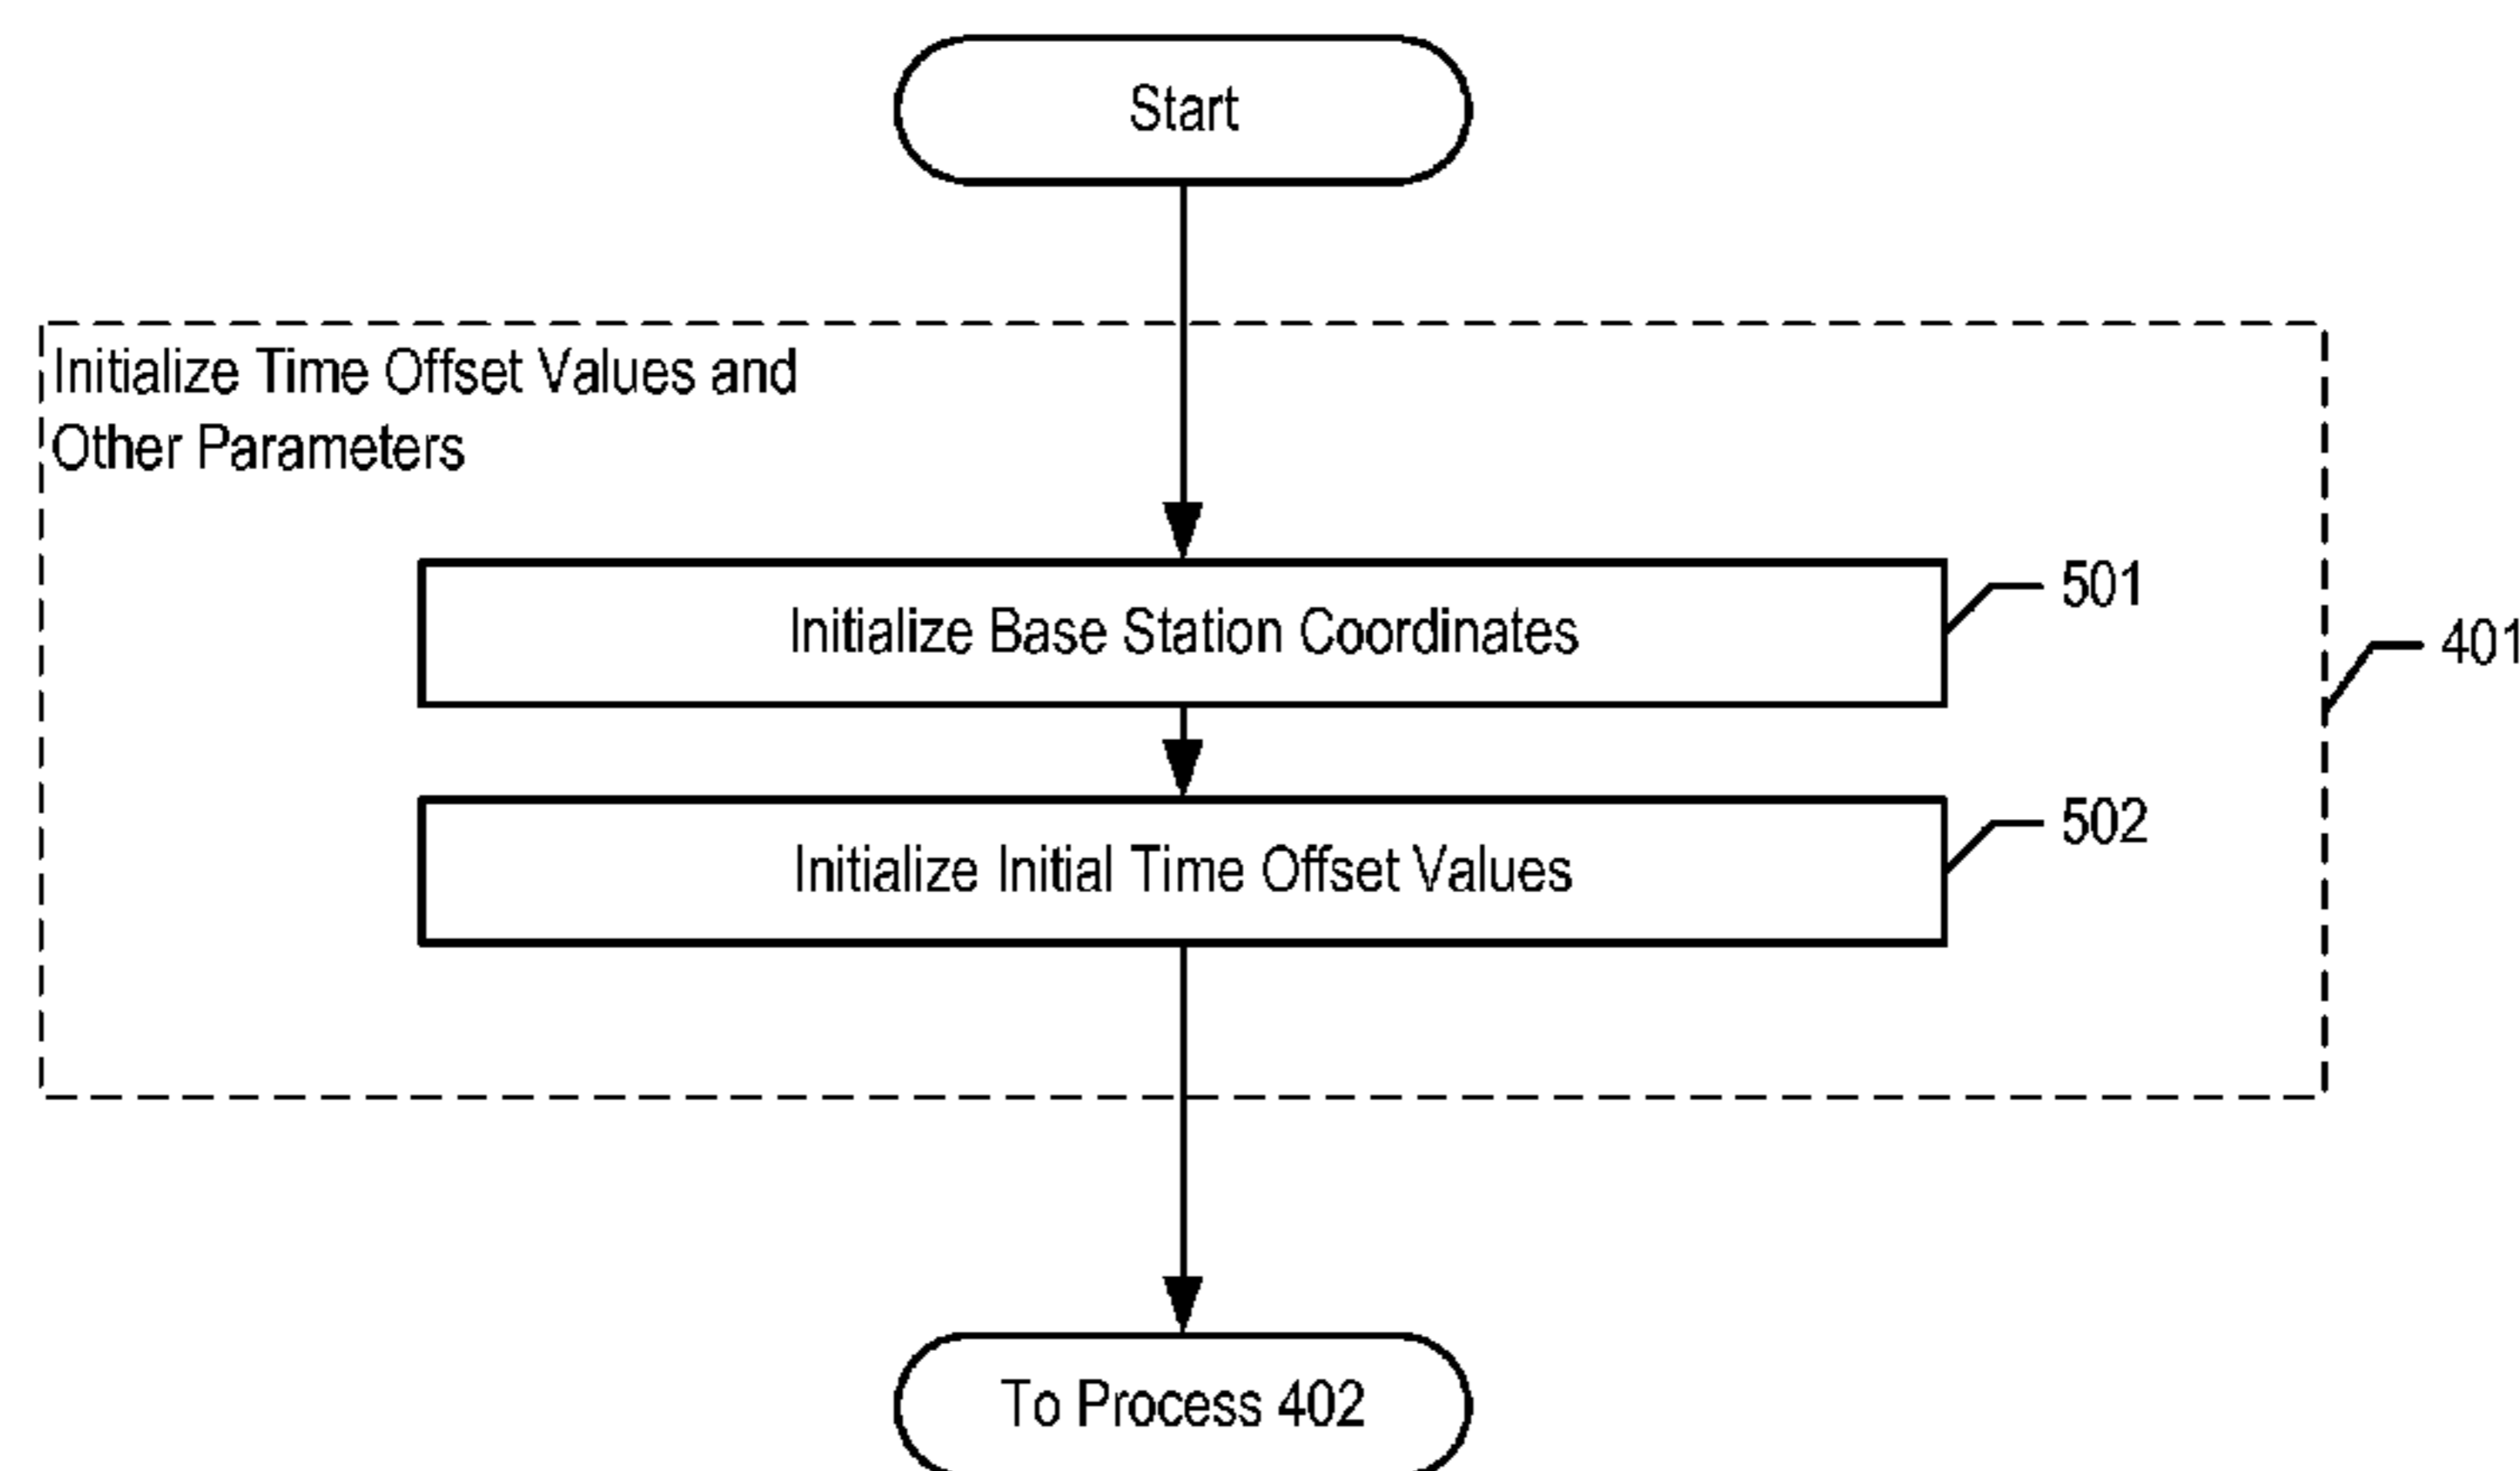 Start
Initialize Time Offset Values and
Other Parameters
Initialize Base Station Coordinates
501
401
Initialize Initial Time Offset Values
502
To Process 402